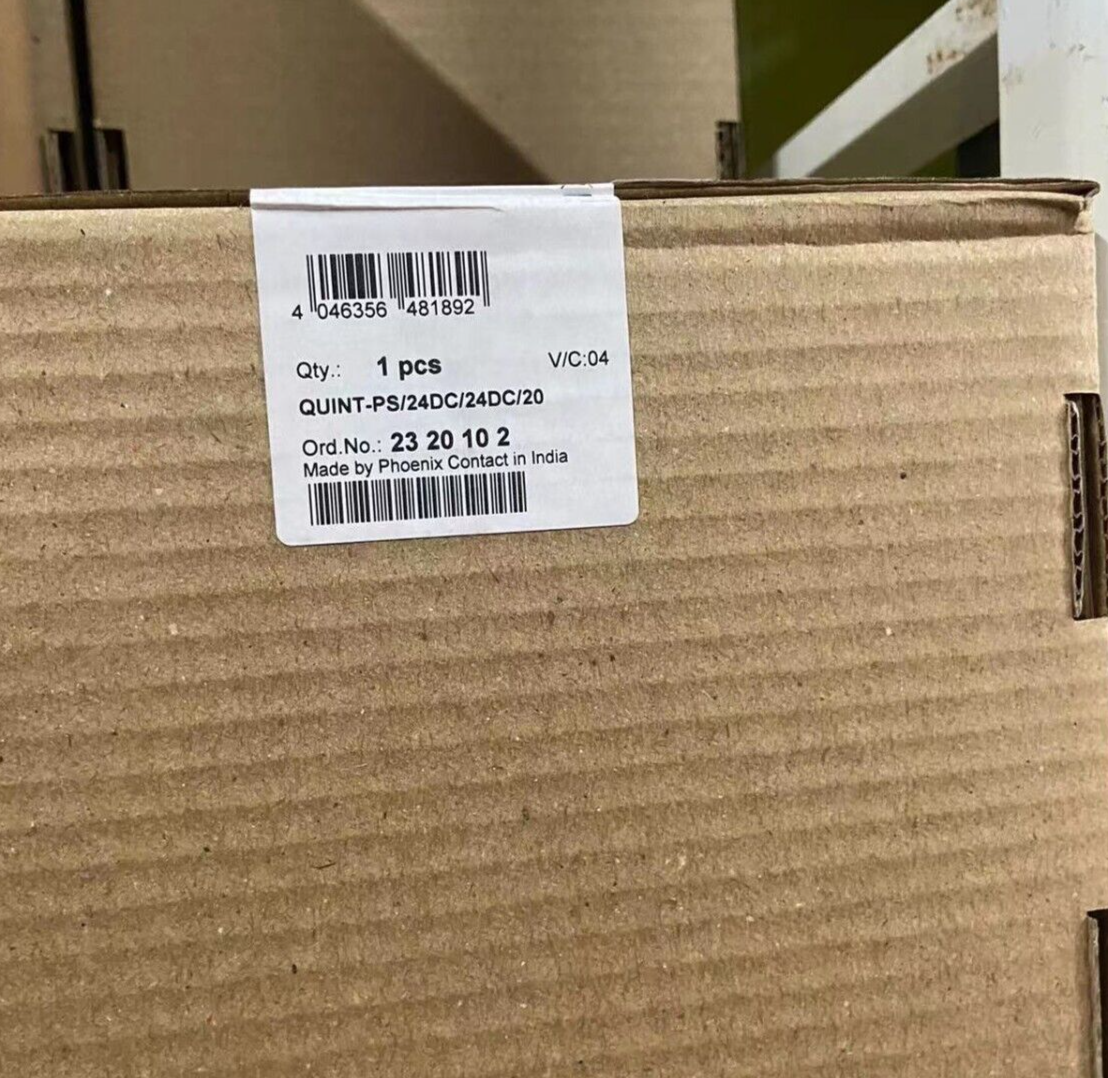 4 046356 481892
Qty.: 1 pcs V/C:04
QUINT-PS/24DC/24DC/20
Ord.No.: 23 20 10 2
Made by Phoenix Contact in India